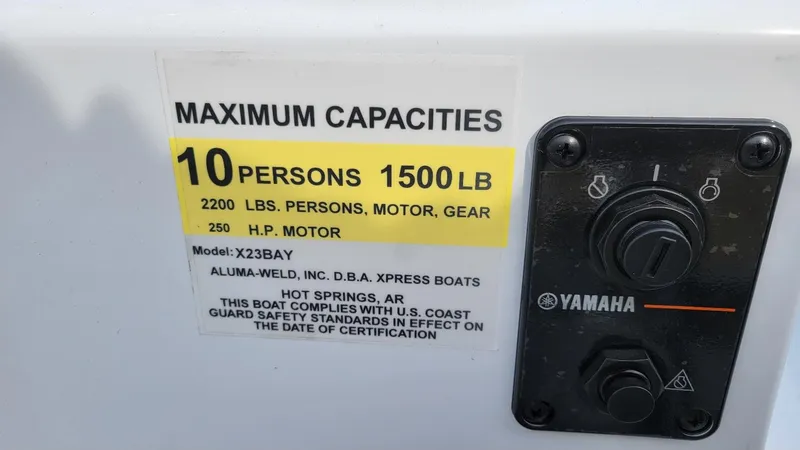 MAXIMUM CAPACITIES
10 PERSONS 1500 LB
2200 LBS. PERSONS, MOTOR, GEAR
250 H.P. MOTOR
Model: X23BAY
ALUMA-WELD, INC. D.B.A. XPRESS BOATS
HOT SPRINGS, AR
THIS BOAT COMPLIES WITH U.S. COAST
GUARD SAFETY STANDARDS IN EFFECT ON
THE DATE OF CERTIFICATION
YAMAHA